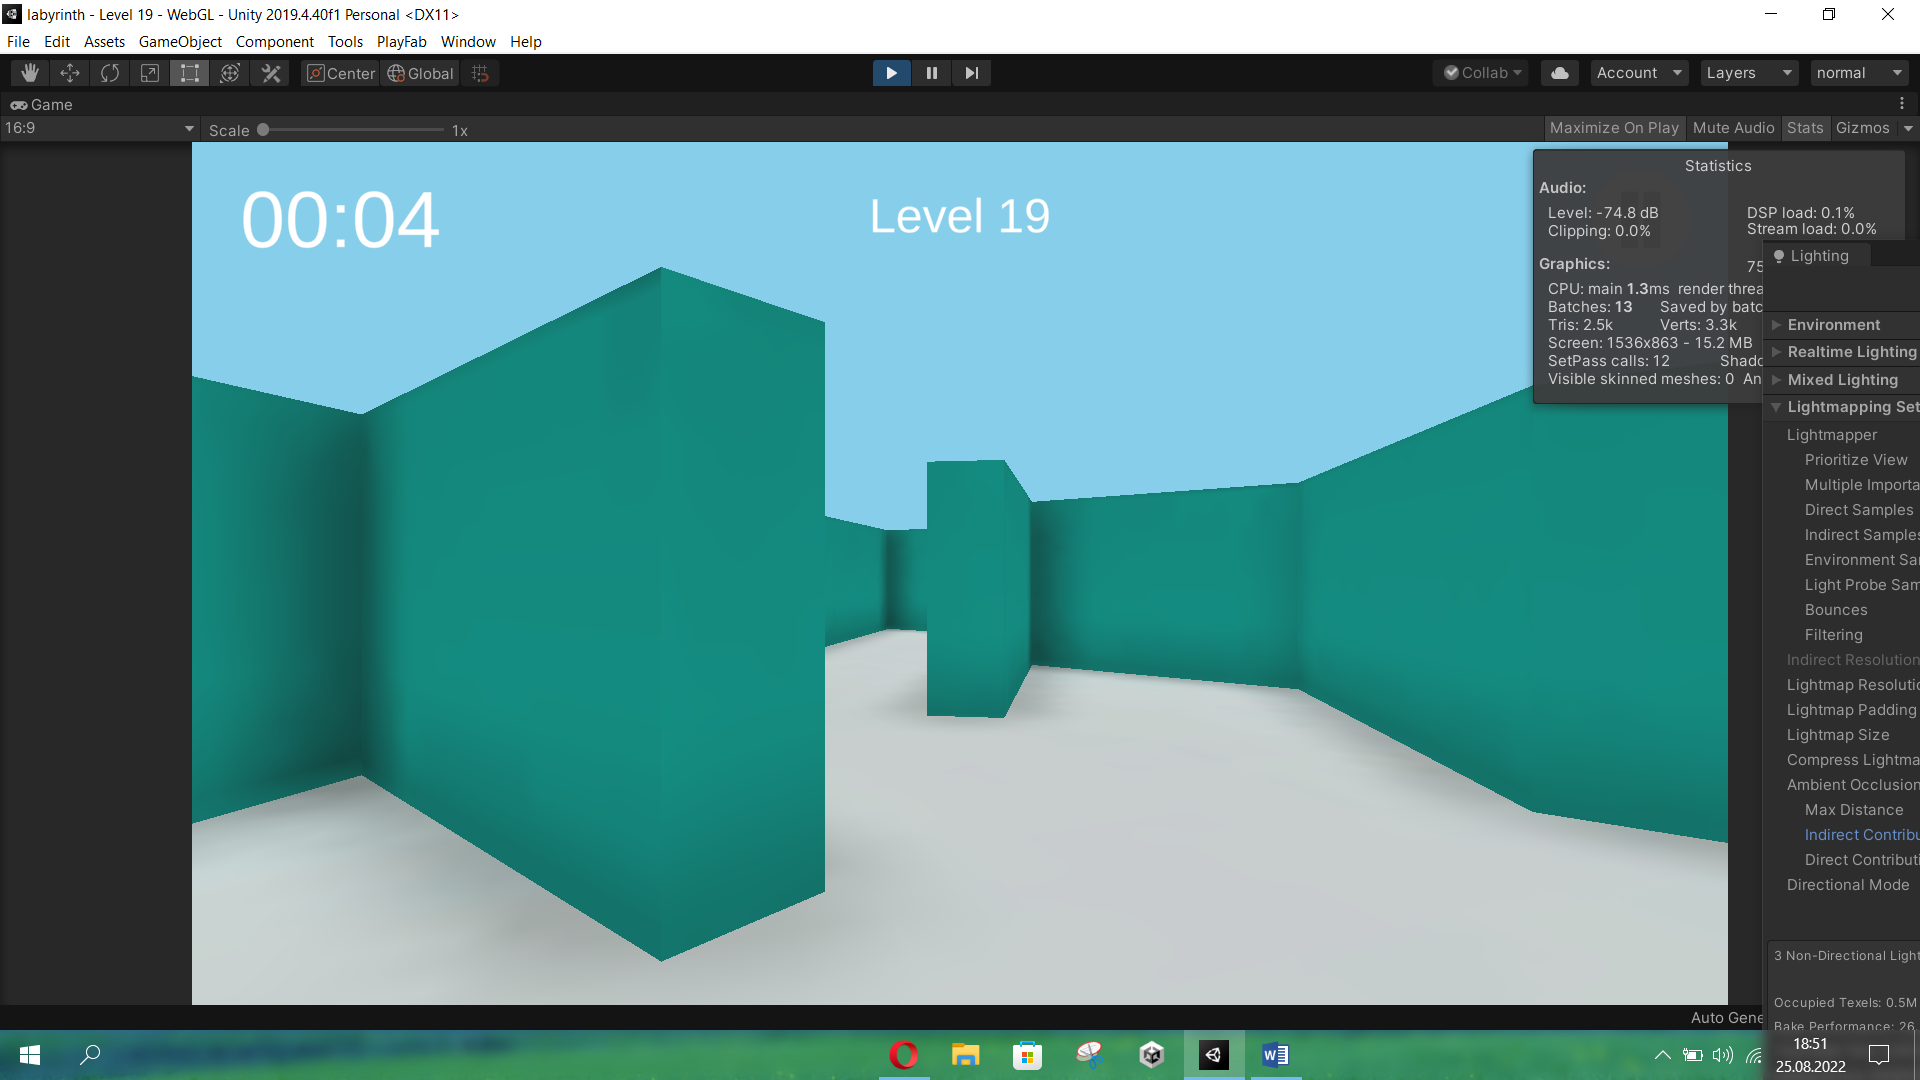 labyrinth - Level 19 - WebGL - Unity 2019.4.40f1 Personal <DX11>
File Edit Assets GameObject Component Tools PlayFab Window Help
Center Global Collab Account Layers normal
Game
16:9 Scale 1x Maximize On Play Mute Audio Stats Gizmos
00:04
Level 19
Statistics
Audio:
Level: -74.8 dB DSP load: 0.1%
Clipping: 0.0% Stream load: 0.0%
Graphics: 75
CPU: main 1.3ms render threa
Batches: 13 Saved by batc
Tris: 2.5k Verts: 3.3k
Screen: 1536x863 - 15.2 MB
SetPass calls: 12 Shado
Visible skinned meshes: 0 An
Lighting
Environment
Realtime Lighting
Mixed Lighting
Lightmapping Set
Lightmapper
Prioritize View
Multiple Importa
Direct Samples
Indirect Samples
Environment Sa
Light Probe Sam
Bounces
Filtering
Indirect Resolution
Lightmap Resolutio
Lightmap Padding
Lightmap Size
Compress Lightma
Ambient Occlusion
Max Distance
Indirect Contribu
Direct Contributi
Directional Mode
3 Non-Directional Light
Occupied Texels: 0.5M
Bake Performance: 26
Auto Gene
18:51
25.08.2022